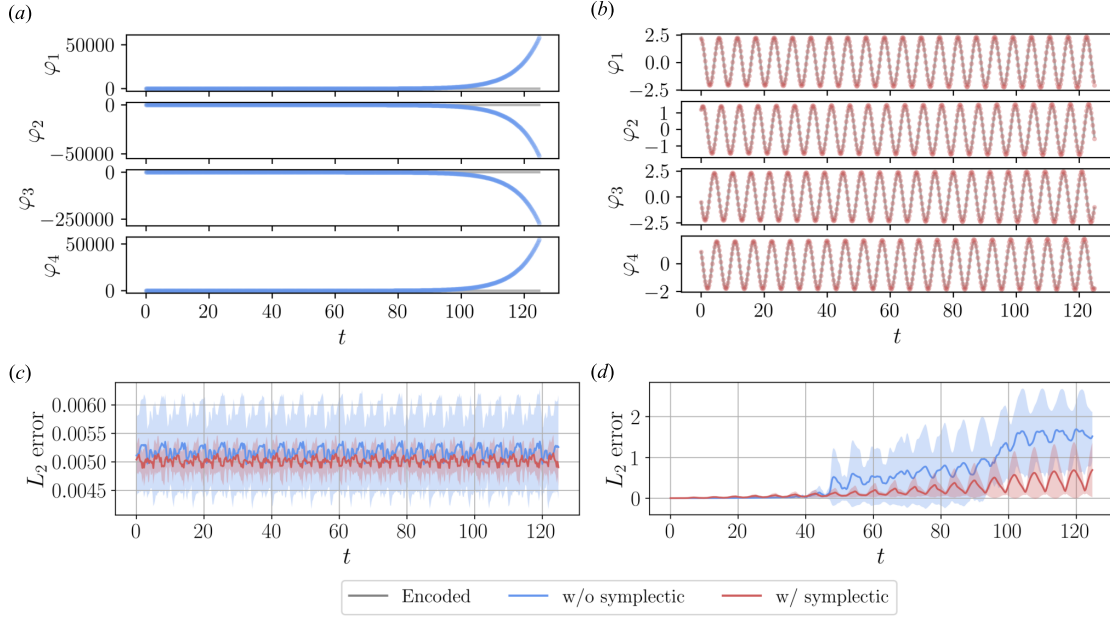 (a)
φ1
50000
0
φ2
0
−50000
φ3
0
−250000
φ4
50000
0
0 20 40 60 80 100 120
t
(b)
φ1
2.5
0.0
−2.5
φ2
1
0
−1
φ3
2.5
0.0
−2.5
φ4
0
−2
0 20 40 60 80 100 120
t
(c)
L2 error
0.0060
0.0055
0.0050
0.0045
0 20 40 60 80 100 120
t
(d)
L2 error
2
1
0
0 20 40 60 80 100 120
t
Encoded w/o symplectic w/ symplectic